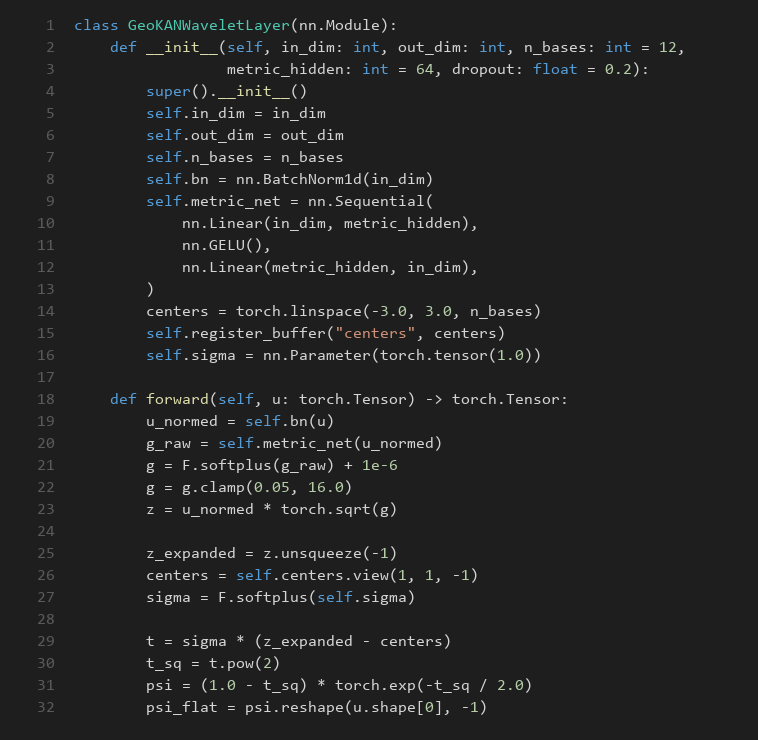 1 class GeoKANWaveletLayer(nn.Module):
2     def __init__(self, in_dim: int, out_dim: int, n_bases: int = 12,
3                  metric_hidden: int = 64, dropout: float = 0.2):
4         super().__init__()
5         self.in_dim = in_dim
6         self.out_dim = out_dim
7         self.n_bases = n_bases
8         self.bn = nn.BatchNorm1d(in_dim)
9         self.metric_net = nn.Sequential(
10             nn.Linear(in_dim, metric_hidden),
11             nn.GELU(),
12             nn.Linear(metric_hidden, in_dim),
13         )
14         centers = torch.linspace(-3.0, 3.0, n_bases)
15         self.register_buffer("centers", centers)
16         self.sigma = nn.Parameter(torch.tensor(1.0))
17
18     def forward(self, u: torch.Tensor) -> torch.Tensor:
19         u_normed = self.bn(u)
20         g_raw = self.metric_net(u_normed)
21         g = F.softplus(g_raw) + 1e-6
22         g = g.clamp(0.05, 16.0)
23         z = u_normed * torch.sqrt(g)
24
25         z_expanded = z.unsqueeze(-1)
26         centers = self.centers.view(1, 1, -1)
27         sigma = F.softplus(self.sigma)
28
29         t = sigma * (z_expanded - centers)
30         t_sq = t.pow(2)
31         psi = (1.0 - t_sq) * torch.exp(-t_sq / 2.0)
32         psi_flat = psi.reshape(u.shape[0], -1)